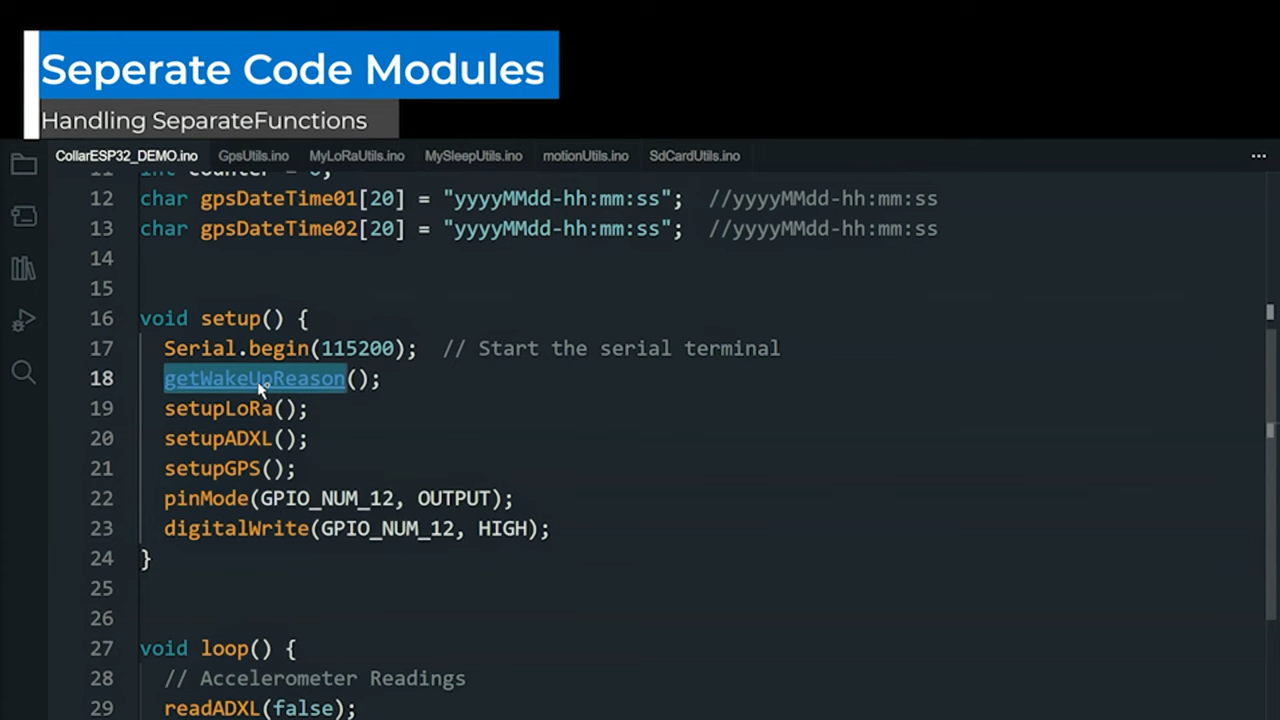 Seperate Code Modules
Handling SeparateFunctions
CollarESP32_DEMO.ino GpsUtils.ino MyLoRaUtils.ino MySleepUtils.ino motionUtils.ino SdCardUtils.ino ...
11 int counter = 0;
12 char gpsDateTime01[20] = "yyyyMMdd-hh:mm:ss"; //yyyyMMdd-hh:mm:ss
13 char gpsDateTime02[20] = "yyyyMMdd-hh:mm:ss"; //yyyyMMdd-hh:mm:ss
14
15
16 void setup() {
17 Serial.begin(115200); // Start the serial terminal
18 getWakeUpReason();
19 setupLoRa();
20 setupADXL();
21 setupGPS();
22 pinMode(GPIO_NUM_12, OUTPUT);
23 digitalWrite(GPIO_NUM_12, HIGH);
24 }
25
26
27 void loop() {
28 // Accelerometer Readings
29 readADXL(false);